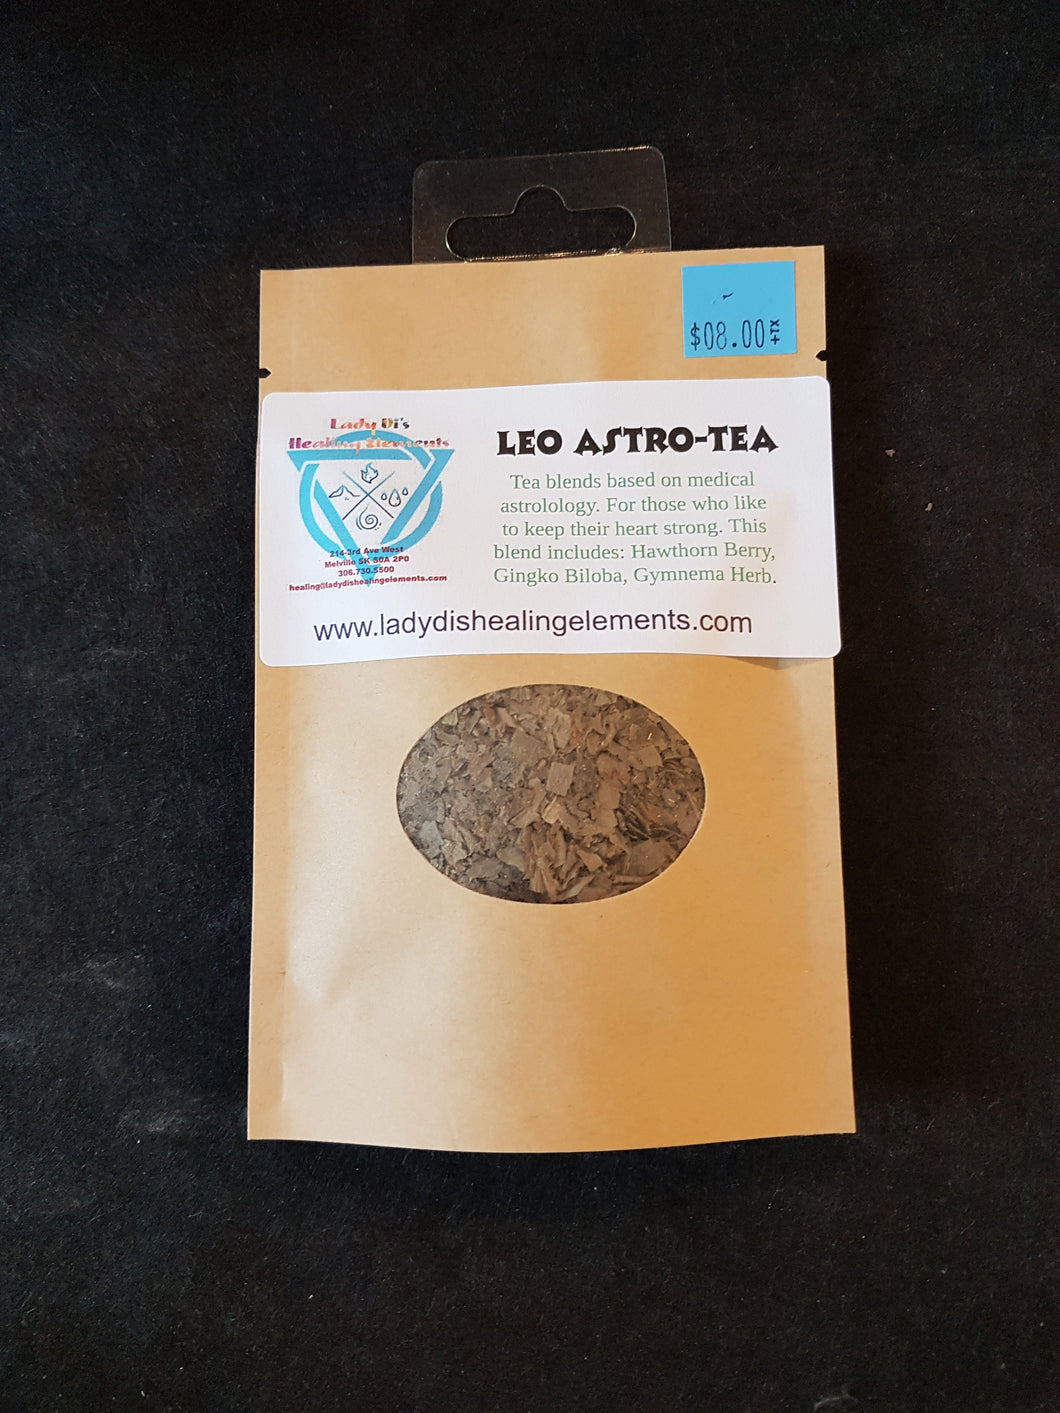 $08.00 +TX
Lady Di's
Healing Elements
214-3rd Ave West
Melville SK S0A 2P0
306.730.5500
healing@ladydishealingelements.com
LEO ASTRO-TEA
Tea blends based on medical
astrolology. For those who like
to keep their heart strong. This
blend includes: Hawthorn Berry,
Gingko Biloba, Gymnema Herb.
www.ladydishealingelements.com